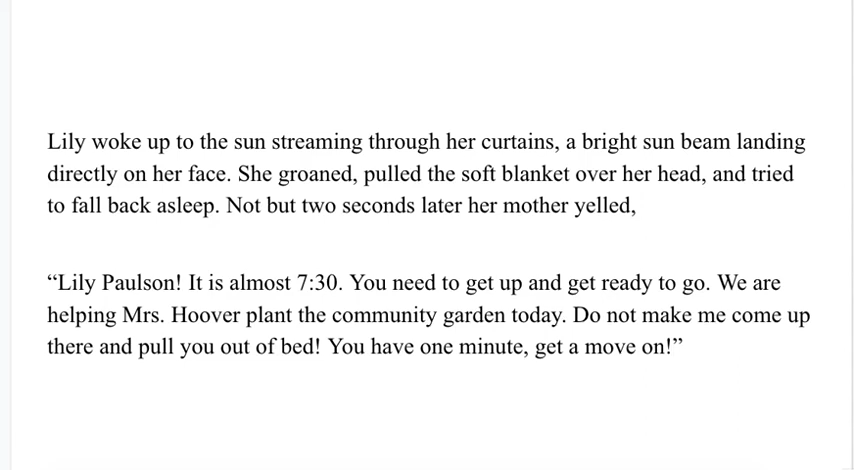 Lily woke up to the sun streaming through her curtains, a bright sun beam landing
directly on her face. She groaned, pulled the soft blanket over her head, and tried
to fall back asleep. Not but two seconds later her mother yelled,
“Lily Paulson! It is almost 7:30. You need to get up and get ready to go. We are
helping Mrs. Hoover plant the community garden today. Do not make me come up
there and pull you out of bed! You have one minute, get a move on!”